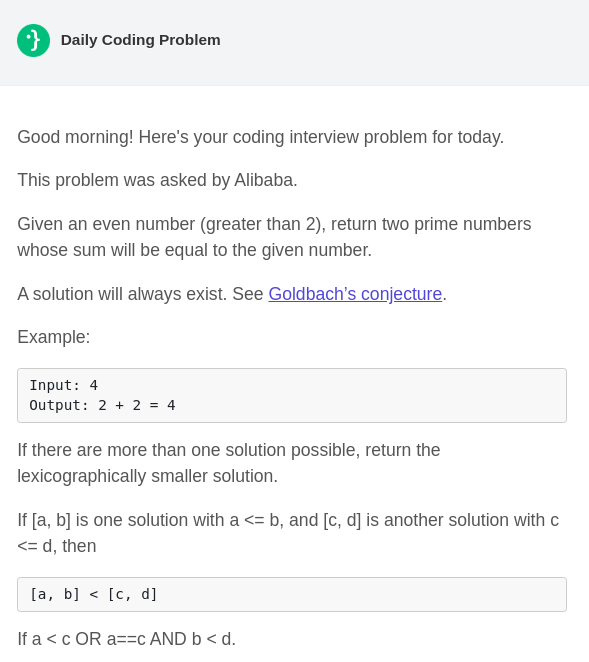 Daily Coding Problem
Good morning! Here's your coding interview problem for today.
This problem was asked by Alibaba.
Given an even number (greater than 2), return two prime numbers
whose sum will be equal to the given number.
A solution will always exist. See Goldbach’s conjecture.
Example:
Input: 4
Output: 2 + 2 = 4
If there are more than one solution possible, return the
lexicographically smaller solution.
If [a, b] is one solution with a <= b, and [c, d] is another solution with c
<= d, then
[a, b] < [c, d]
If a < c OR a==c AND b < d.